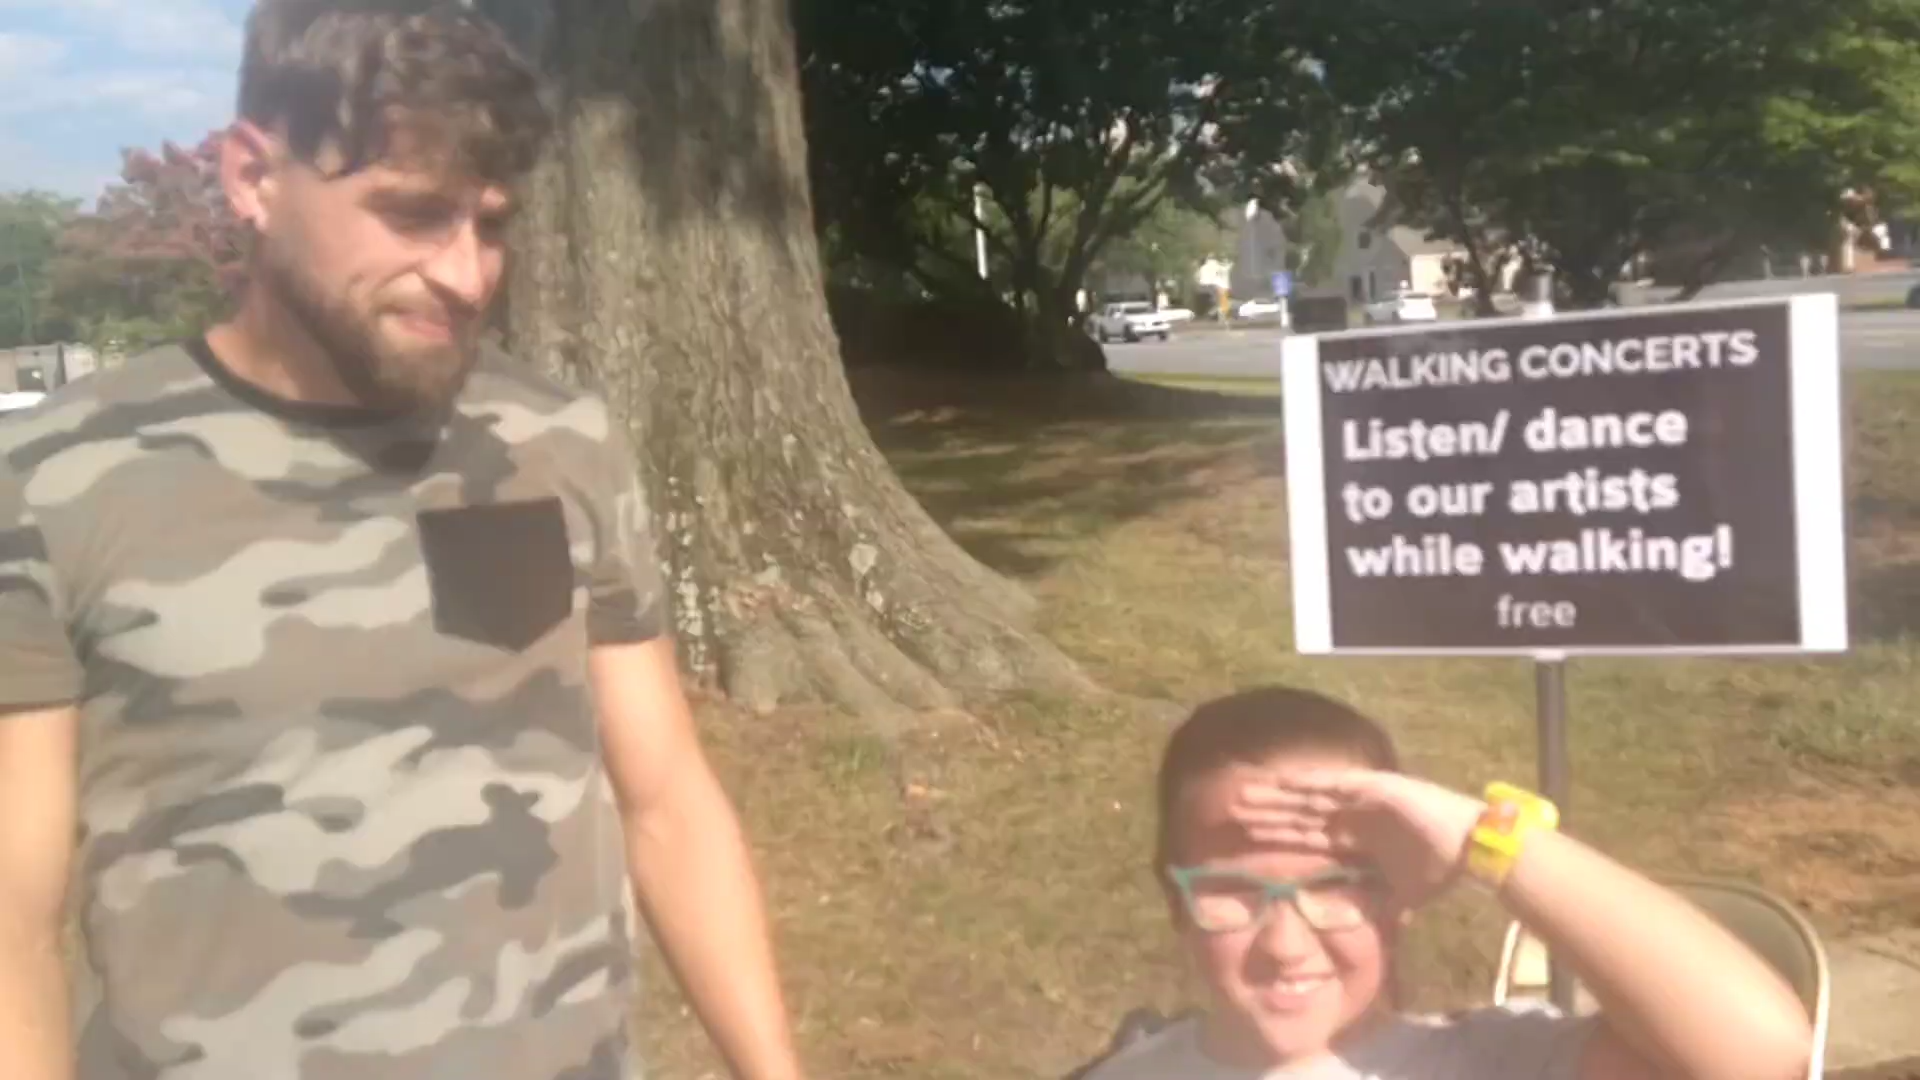 WALKING CONCERTS
Listen/ dance
to our artists
while walking!
free